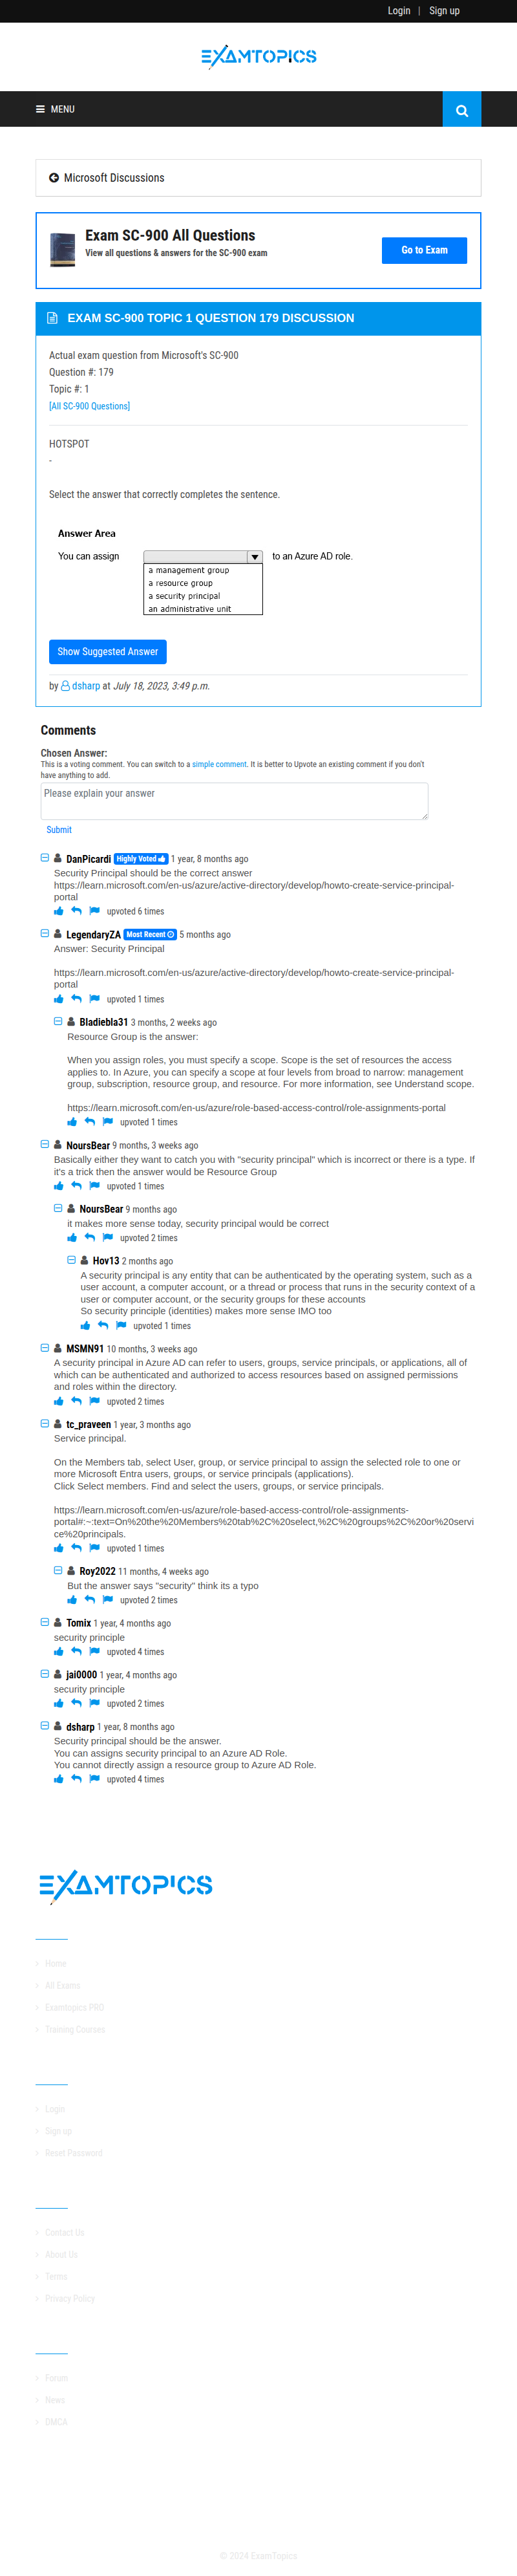 Login | Sign up
EXAMTOPICS
MENU
Microsoft Discussions
Exam SC-900 All Questions
View all questions & answers for the SC-900 exam
Go to Exam
EXAM SC-900 TOPIC 1 QUESTION 179 DISCUSSION
Actual exam question from Microsoft's SC-900
Question #: 179
Topic #: 1
[All SC-900 Questions]
HOTSPOT
-
Select the answer that correctly completes the sentence.
Answer Area
You can assign to an Azure AD role.
a management group
a resource group
a security principal
an administrative unit
Show Suggested Answer
by dsharp at July 18, 2023, 3:49 p.m.
Comments
Chosen Answer:
This is a voting comment. You can switch to a simple comment. It is better to Upvote an existing comment if you don't
have anything to add.
Please explain your answer
Submit
DanPicardi Highly Voted 1 year, 8 months ago
Security Principal should be the correct answer
https://learn.microsoft.com/en-us/azure/active-directory/develop/howto-create-service-principal-
portal
upvoted 6 times
LegendaryZA Most Recent 5 months ago
Answer: Security Principal
https://learn.microsoft.com/en-us/azure/active-directory/develop/howto-create-service-principal-
portal
upvoted 1 times
Bladiebla31 3 months, 2 weeks ago
Resource Group is the answer:
When you assign roles, you must specify a scope. Scope is the set of resources the access
applies to. In Azure, you can specify a scope at four levels from broad to narrow: management
group, subscription, resource group, and resource. For more information, see Understand scope.
https://learn.microsoft.com/en-us/azure/role-based-access-control/role-assignments-portal
upvoted 1 times
NoursBear 9 months, 3 weeks ago
Basically either they want to catch you with "security principal" which is incorrect or there is a type. If
it's a trick then the answer would be Resource Group
upvoted 1 times
NoursBear 9 months ago
it makes more sense today, security principal would be correct
upvoted 2 times
Hov13 2 months ago
A security principal is any entity that can be authenticated by the operating system, such as a
user account, a computer account, or a thread or process that runs in the security context of a
user or computer account, or the security groups for these accounts
So security principle (identities) makes more sense IMO too
upvoted 1 times
MSMN91 10 months, 3 weeks ago
A security principal in Azure AD can refer to users, groups, service principals, or applications, all of
which can be authenticated and authorized to access resources based on assigned permissions
and roles within the directory.
upvoted 2 times
tc_praveen 1 year, 3 months ago
Service principal.
On the Members tab, select User, group, or service principal to assign the selected role to one or
more Microsoft Entra users, groups, or service principals (applications).
Click Select members. Find and select the users, groups, or service principals.
https://learn.microsoft.com/en-us/azure/role-based-access-control/role-assignments-
portal#:~:text=On%20the%20Members%20tab%2C%20select,%2C%20groups%2C%20or%20servi
ce%20principals.
upvoted 1 times
Roy2022 11 months, 4 weeks ago
But the answer says "security" think its a typo
upvoted 2 times
Tomix 1 year, 4 months ago
security principle
upvoted 4 times
jai0000 1 year, 4 months ago
security principle
upvoted 2 times
dsharp 1 year, 8 months ago
Security principal should be the answer.
You can assigns security principal to an Azure AD Role.
You cannot directly assign a resource group to Azure AD Role.
upvoted 4 times
EXAMTOPICS
Home
All Exams
Examtopics PRO
Training Courses
Login
Sign up
Reset Password
Contact Us
About Us
Terms
Privacy Policy
Forum
News
DMCA
© 2024 ExamTopics